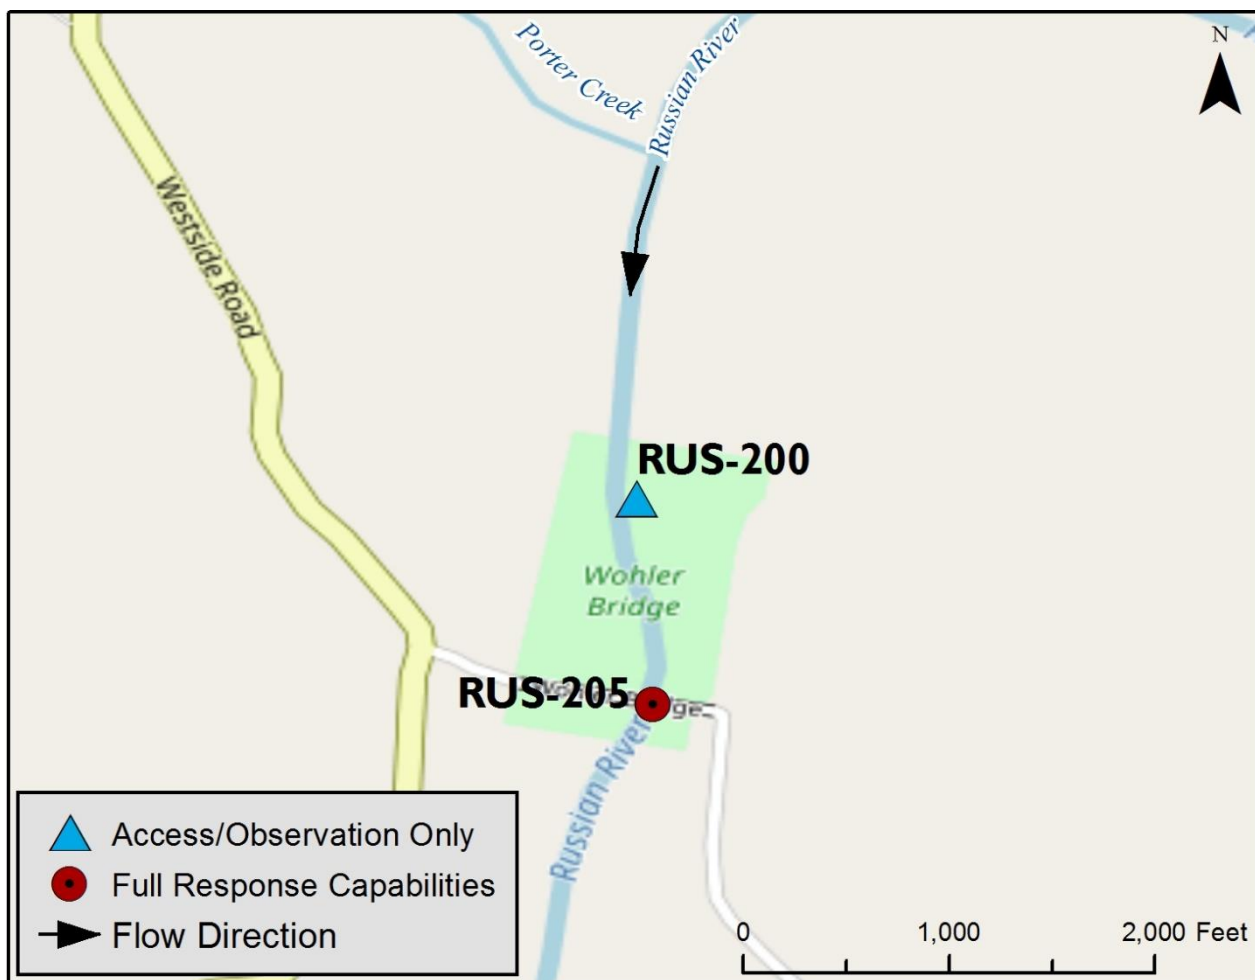 N
Porter Creek
Russian River
Westside Road
RUS-200
Wohler
Bridge
RUS-205
Russian River
Access/Observation Only
Full Response Capabilities
Flow Direction
0 1,000 2,000 Feet